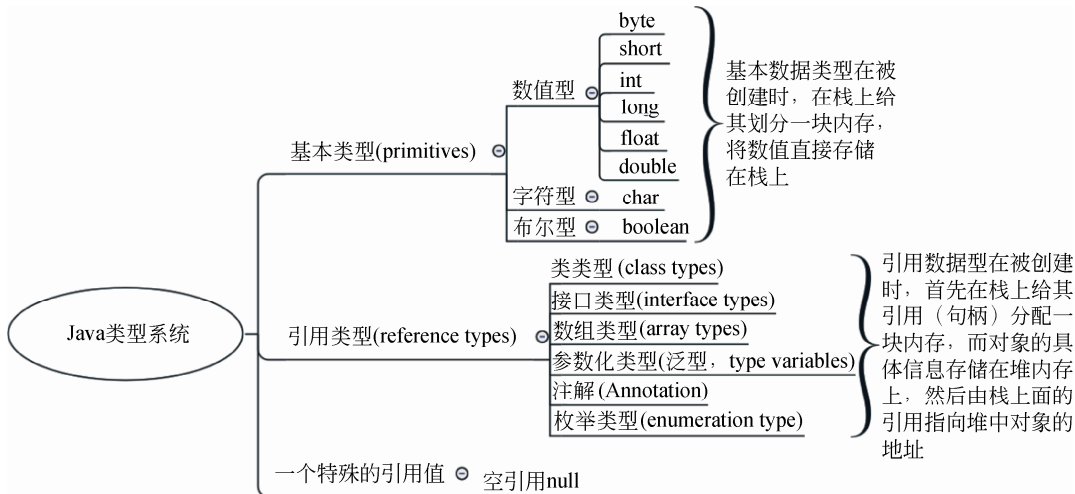 byte
short
数值型
int
long
float
double
基本类型(primitives)
字符型
char
布尔型
boolean
基本数据类型在被
创建时，在栈上给
其划分一块内存，
将数值直接存储
在栈上
Java类型系统
类类型 (class types)
接口类型(interface types)
引用类型(reference types)
数组类型(array types)
参数化类型(泛型，type variables)
注解 (Annotation)
枚举类型(enumeration type)
引用数据型在被创建
时，首先在栈上给其
引用（句柄）分配一
块内存，而对象的具
体信息存储在堆内存
上，然后由栈上面的
引用指向堆中对象的
地址
一个特殊的引用值
空引用null